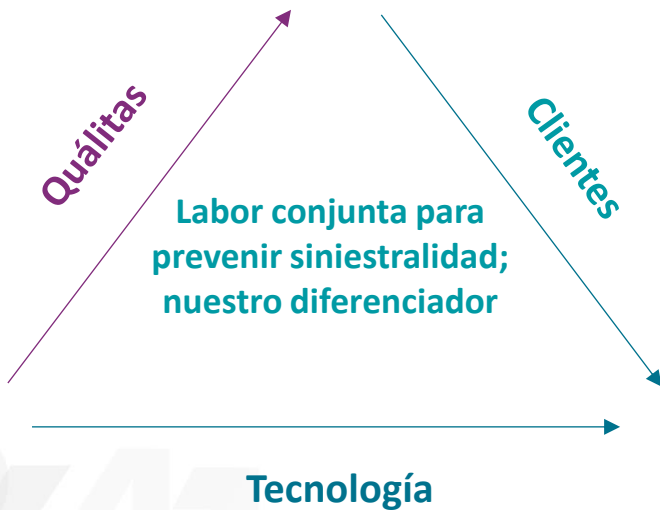 Quálitas
Clientes
Labor conjunta para
prevenir siniestralidad;
nuestro diferenciador
Tecnología